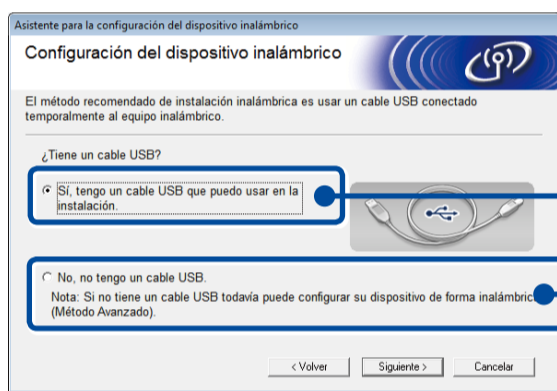 Asistente para la configuración del dispositivo inalámbrico
Configuración del dispositivo inalámbrico
El método recomendado de instalación inalámbrica es usar un cable USB conectado
temporalmente al equipo inalámbrico.
¿Tiene un cable USB?
Sí, tengo un cable USB que puedo usar en la
instalación.
No, no tengo un cable USB.
Nota: Si no tiene un cable USB todavía puede configurar su dispositivo de forma
(Método Avanzado).
< Volver
Siguiente >
Cancelar